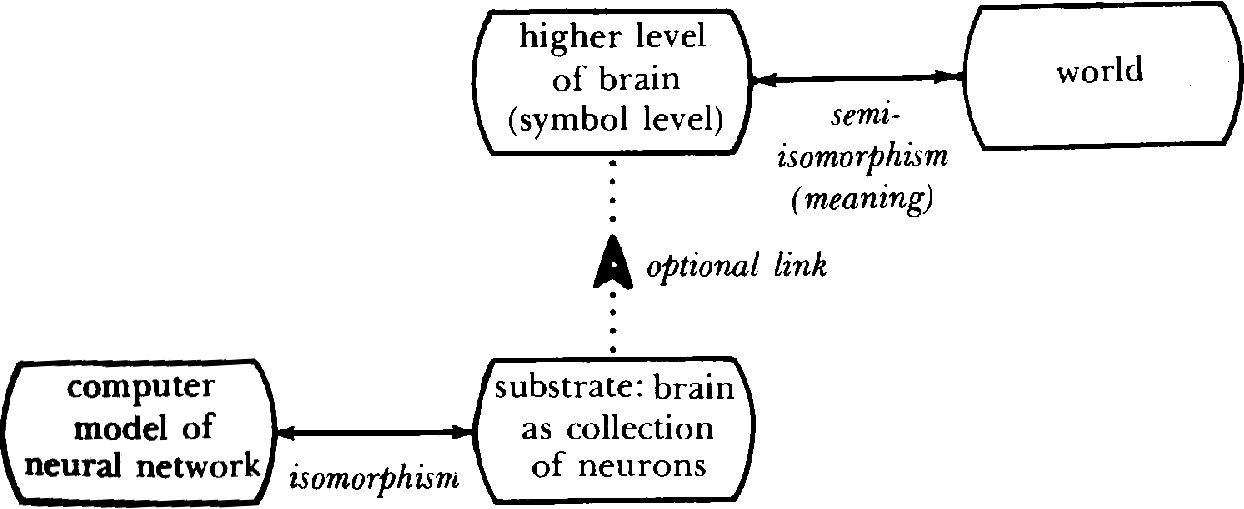 higher level
of brain
(symbol level)
world
semi-
isomorphism
(meaning)
optional link
computer
model of
neural network
isomorphism
substrate: brain
as collection
of neurons